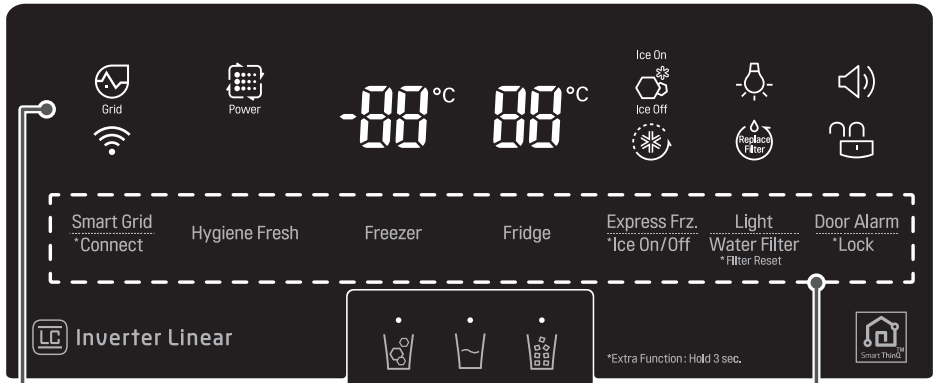 Ice On
Grid
Power
-88°C
88°C
Ice Off
Replace
Filter
Smart Grid
*Connect
Hygiene Fresh
Freezer
Fridge
Express Frz.
*Ice On/Off
Light
Water Filter
*Filter Reset
Door Alarm
*Lock
LC
Inverter Linear
*Extra Function: Hold 3 sec.
Smart ThinQ™